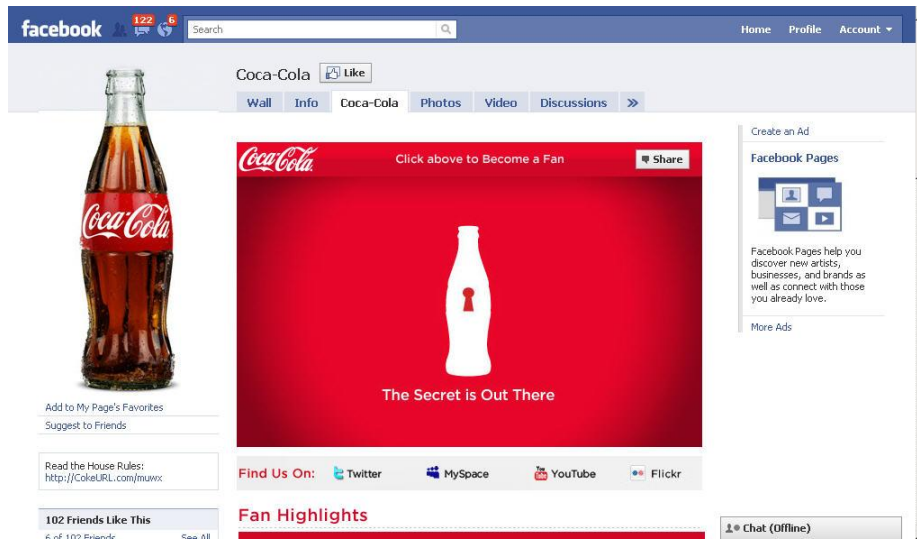 facebook
122
6
Search
Home Profile Account
Coca-Cola Like
Wall Info Coca-Cola Photos Video Discussions »
Coca-Cola
Coca-Cola
Click above to Become a Fan
Share
The Secret is Out There
Add to My Page's Favorites
Suggest to Friends
Read the House Rules:
http://CokeURL.com/muwx
102 Friends Like This
6 of 102 Friends See All
Find Us On: Twitter MySpace YouTube Flickr
Fan Highlights
Create an Ad
Facebook Pages
Facebook Pages help you
discover new artists,
businesses, and brands as
well as connect with those
you already love.
More Ads
Chat (Offline)